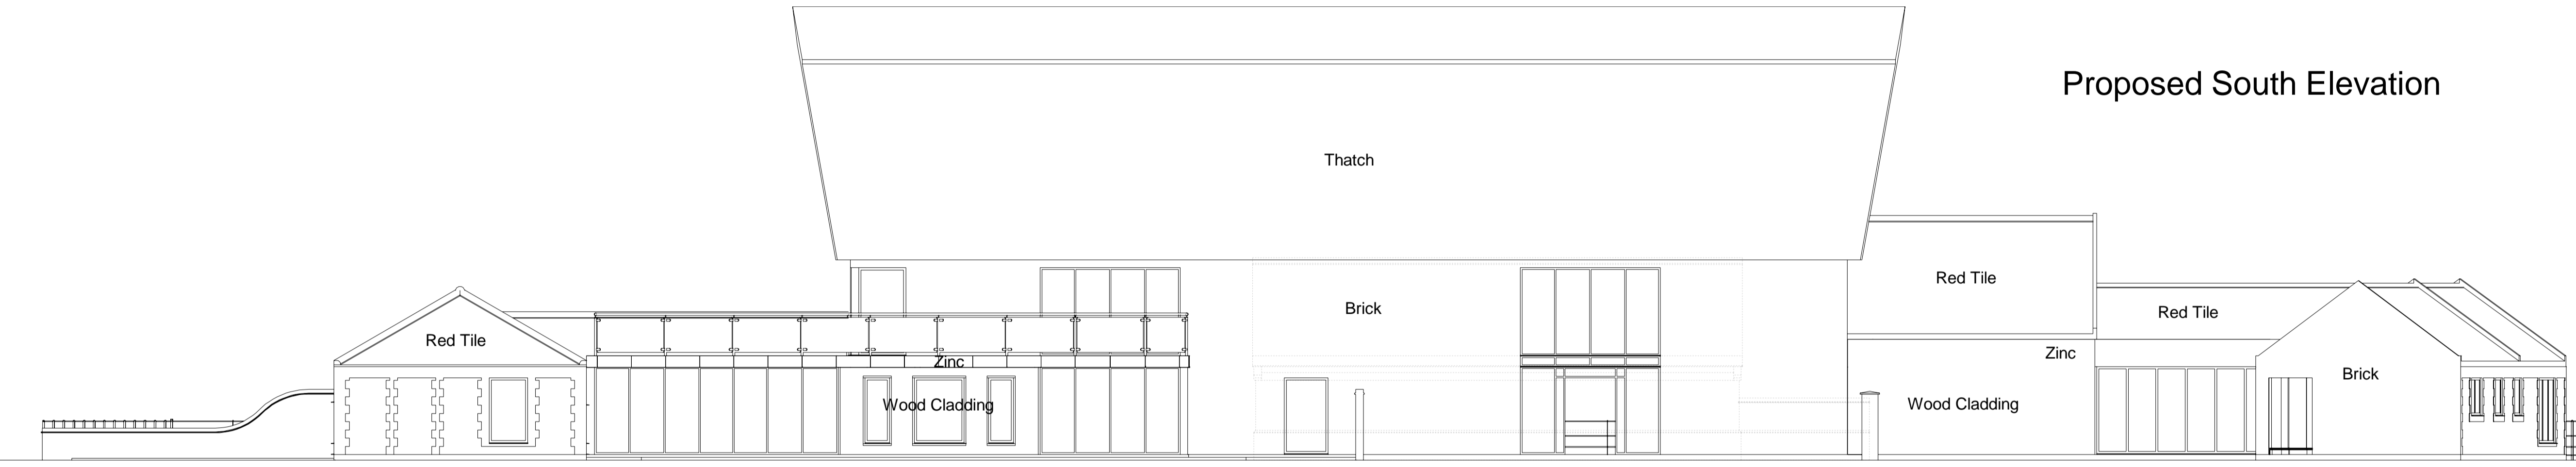 Proposed South Elevation
Thatch
Red Tile
Brick
Red Tile
Red Tile
Zinc
Zinc
Brick
Wood Cladding
Wood Cladding